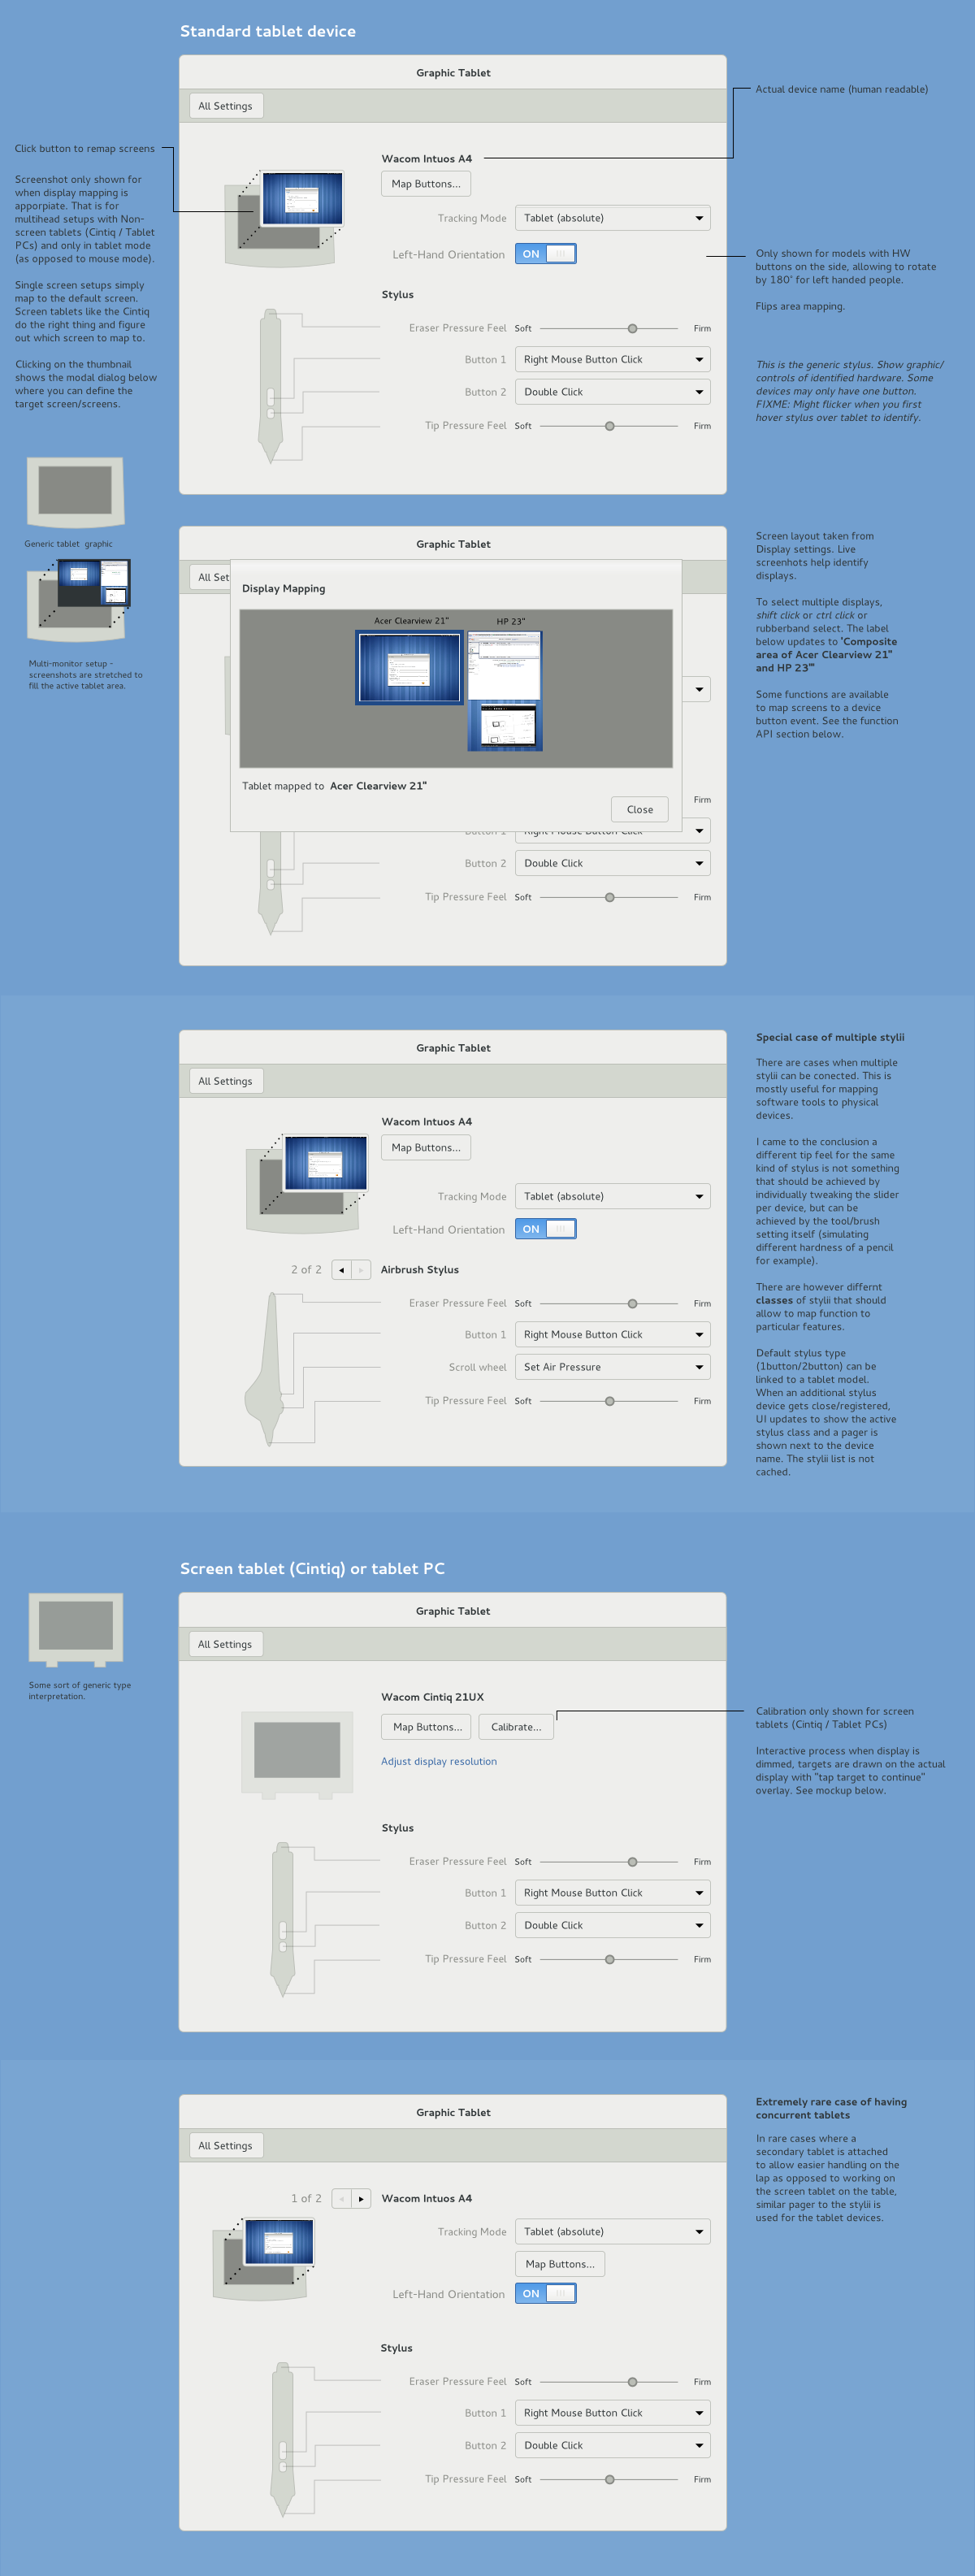 Standard tablet device
Graphic Tablet
All Settings
Actual device name (human readable)
Click button to remap screens
Screenshot only shown for
when display mapping is
apporpiate. That is for
multihead setups with Non-
screen tablets (Cintiq / Tablet
PCs) and only in tablet mode
(as opposed to mouse mode).
Single screen setups simply
map to the default screen.
Screen tablets like the Cintiq
do the right thing and figure
out which screen to map to.
Clicking on the thumbnail
shows the modal dialog below
where you can define the
target screen/screens.
Wacom Intuos A4
Map Buttons...
Tracking Mode Tablet (absolute)
Left-Hand Orientation ON
Stylus
Eraser Pressure Feel Soft Firm
Button 1 Right Mouse Button Click
Button 2 Double Click
Tip Pressure Feel Soft Firm
Only shown for models with HW
buttons on the side, allowing to rotate
by 180° for left handed people.
Flips area mapping.
This is the generic stylus. Show graphic/
controls of identified hardware. Some
devices may only have one button.
FIXME: Might flicker when you first
hover stylus over tablet to identify.
Generic tablet graphic
Multi-monitor setup -
screenshots are stretched to
fill the active tablet area.
Graphic Tablet
All Set
Display Mapping
Acer Clearview 21" HP 23"
Tablet mapped to Acer Clearview 21"
Close
Firm
Button 1 Right Mouse Button Click
Button 2 Double Click
Tip Pressure Feel Soft Firm
Screen layout taken from
Display settings. Live
screenhots help identify
displays.
To select multiple displays,
shift click or ctrl click or
rubberband select. The label
below updates to "Composite
area of Acer Clearview 21"
and HP 23""
Some functions are available
to map screens to a device
button event. See the function
API section below.
Graphic Tablet
All Settings
Wacom Intuos A4
Map Buttons...
Tracking Mode Tablet (absolute)
Left-Hand Orientation ON
2 of 2 Airbrush Stylus
Eraser Pressure Feel Soft Firm
Button 1 Right Mouse Button Click
Scroll wheel Set Air Pressure
Tip Pressure Feel Soft Firm
Special case of multiple stylii
There are cases when multiple
stylii can be conected. This is
mostly useful for mapping
software tools to physical
devices.
I came to the conclusion a
different tip feel for the same
kind of stylus is not something
that should be achieved by
individually tweaking the slider
per device, but can be
achieved by the tool/brush
setting itself (simulating
different hardness of a pencil
for example).
There are however differnt
classes of stylii that should
allow to map function to
particular features.
Default stylus type
(1button/2button) can be
linked to a tablet model.
When an additional stylus
device gets close/registered,
UI updates to show the active
stylus class and a pager is
shown next to the device
name. The stylii list is not
cached.
Screen tablet (Cintiq) or tablet PC
Some sort of generic type
interpretation.
Graphic Tablet
All Settings
Wacom Cintiq 21UX
Map Buttons... Calibrate...
Adjust display resolution
Stylus
Eraser Pressure Feel Soft Firm
Button 1 Right Mouse Button Click
Button 2 Double Click
Tip Pressure Feel Soft Firm
Calibration only shown for screen
tablets (Cintiq / Tablet PCs)
Interactive process when display is
dimmed, targets are drawn on the actual
display with "tap target to continue"
overlay. See mockup below.
Graphic Tablet
All Settings
1 of 2 Wacom Intuos A4
Tracking Mode Tablet (absolute)
Map Buttons...
Left-Hand Orientation ON
Stylus
Eraser Pressure Feel Soft Firm
Button 1 Right Mouse Button Click
Button 2 Double Click
Tip Pressure Feel Soft Firm
Extremely rare case of having
concurrent tablets
In rare cases where a
secondary tablet is attached
to allow easier handling on the
lap as opposed to working on
the screen tablet on the table,
similar pager to the stylii is
used for the tablet devices.